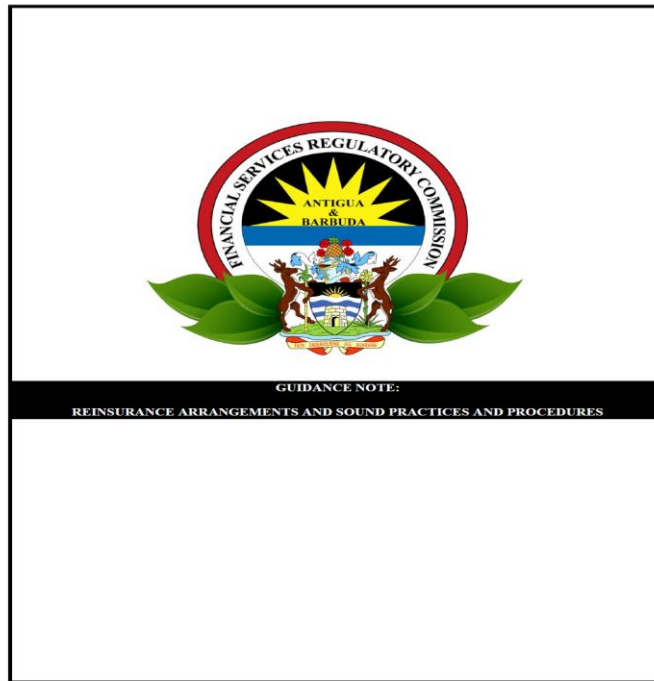 FINANCIAL SERVICES REGULATORY COMMISSION
ANTIGUA
&
BARBUDA
GUIDANCE NOTE:
REINSURANCE ARRANGEMENTS AND SOUND PRACTICES AND PROCEDURES